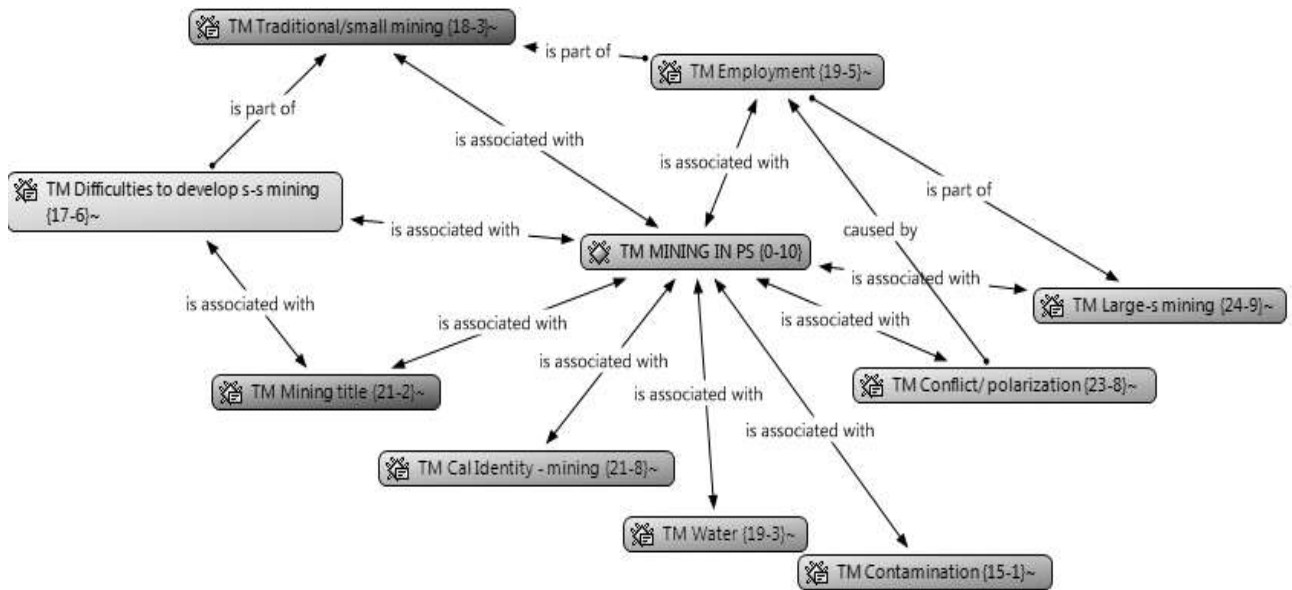 TM Traditional/small mining {18-3}~
is part of
TM Employment {19-5}~
is part of
is associated with
is associated with
is part of
TM Difficulties to develop s-s mining
{17-6}~
is associated with
caused by
TM MINING IN PS {0-10}
is associated with
is associated with
TM Large-s mining {24-9}~
is associated with
is associated with
is associated with
TM Mining title {21-2}~
TM Conflict/ polarization {23-8}~
is associated with
is associated with
TM Cal Identity - mining {21-8}~
TM Water {19-3}~
TM Contamination {15-1}~